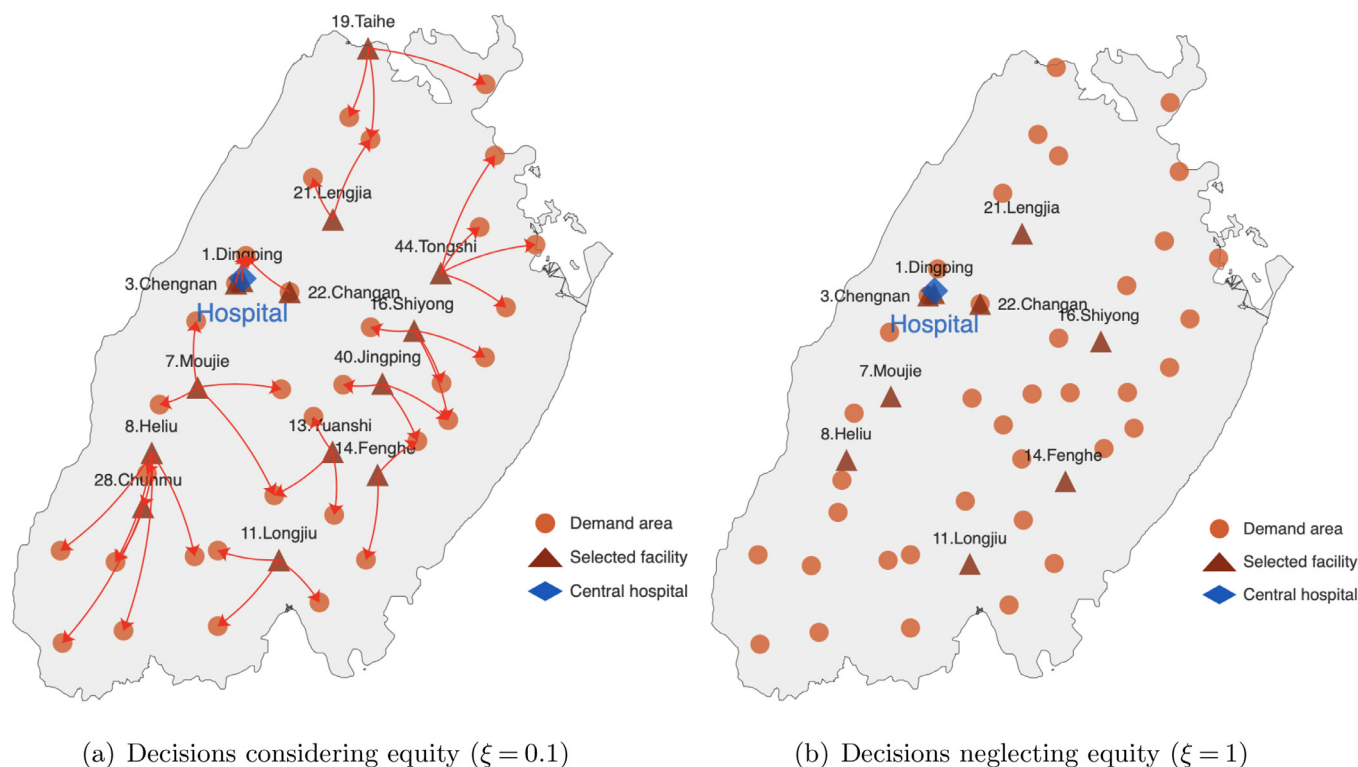 19.Taihe
21.Lengjia
1.Dingping
44.Tongshi
3.Chengnan
22.Changan
Hospital
16.Shiyong
7.Moujie
40.Jingping
8.Heliu
13.Yuanshi
14.Fenghe
28.Chunmu
11.Longjiu
Demand area
Selected facility
Central hospital
(a) Decisions considering equity (ξ = 0.1)
21.Lengjia
1.Dingping
3.Chengnan
22.Changan
Hospital
16.Shiyong
7.Moujie
8.Heliu
14.Fenghe
11.Longjiu
Demand area
Selected facility
Central hospital
(b) Decisions neglecting equity (ξ = 1)